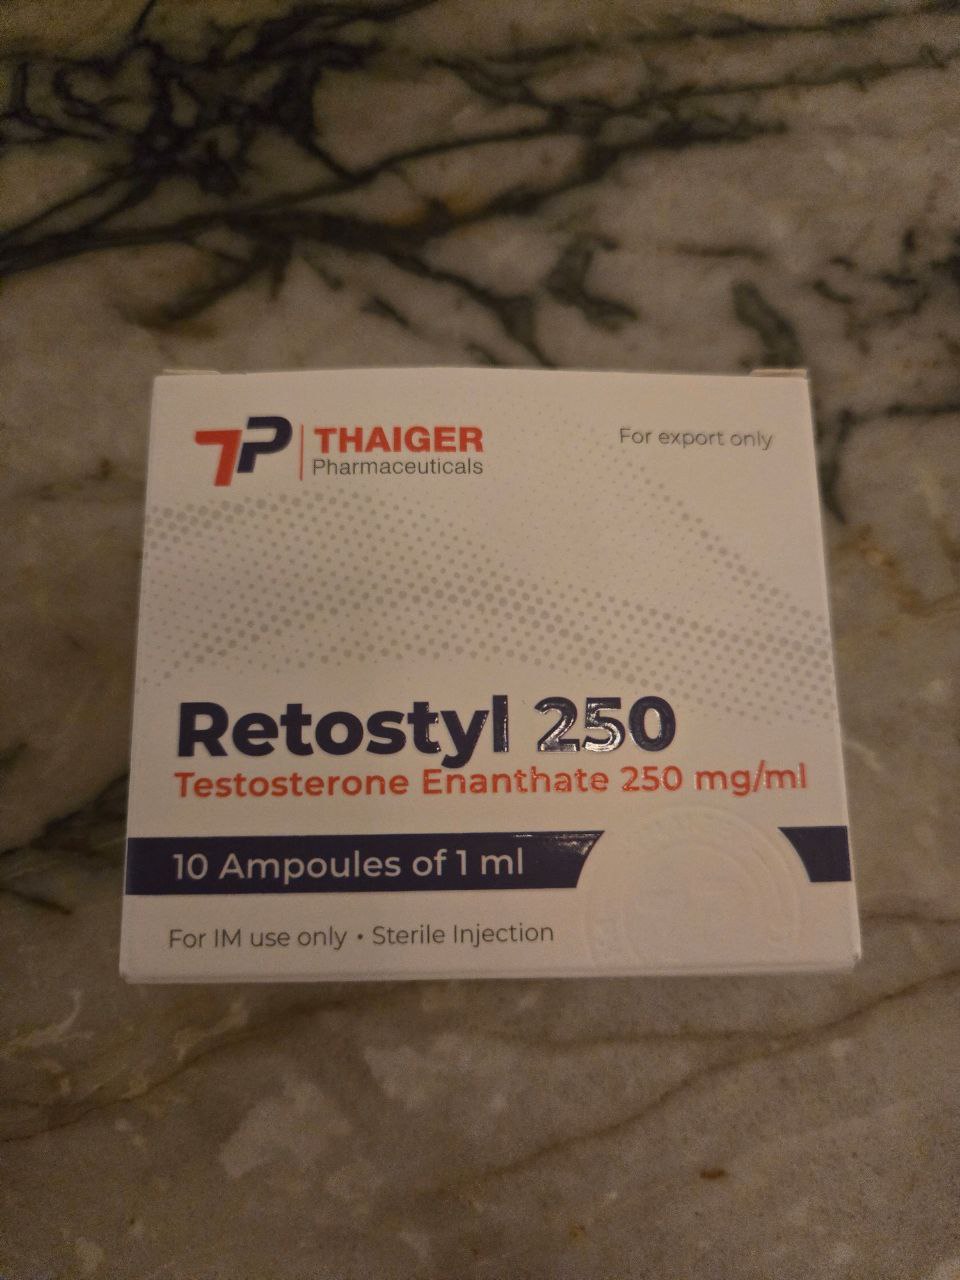 TP THAIGER
Pharmaceuticals
For export only
Retostyl 250
Testosterone Enanthate 250 mg/ml
10 Ampoules of 1 ml
For IM use only • Sterile Injection